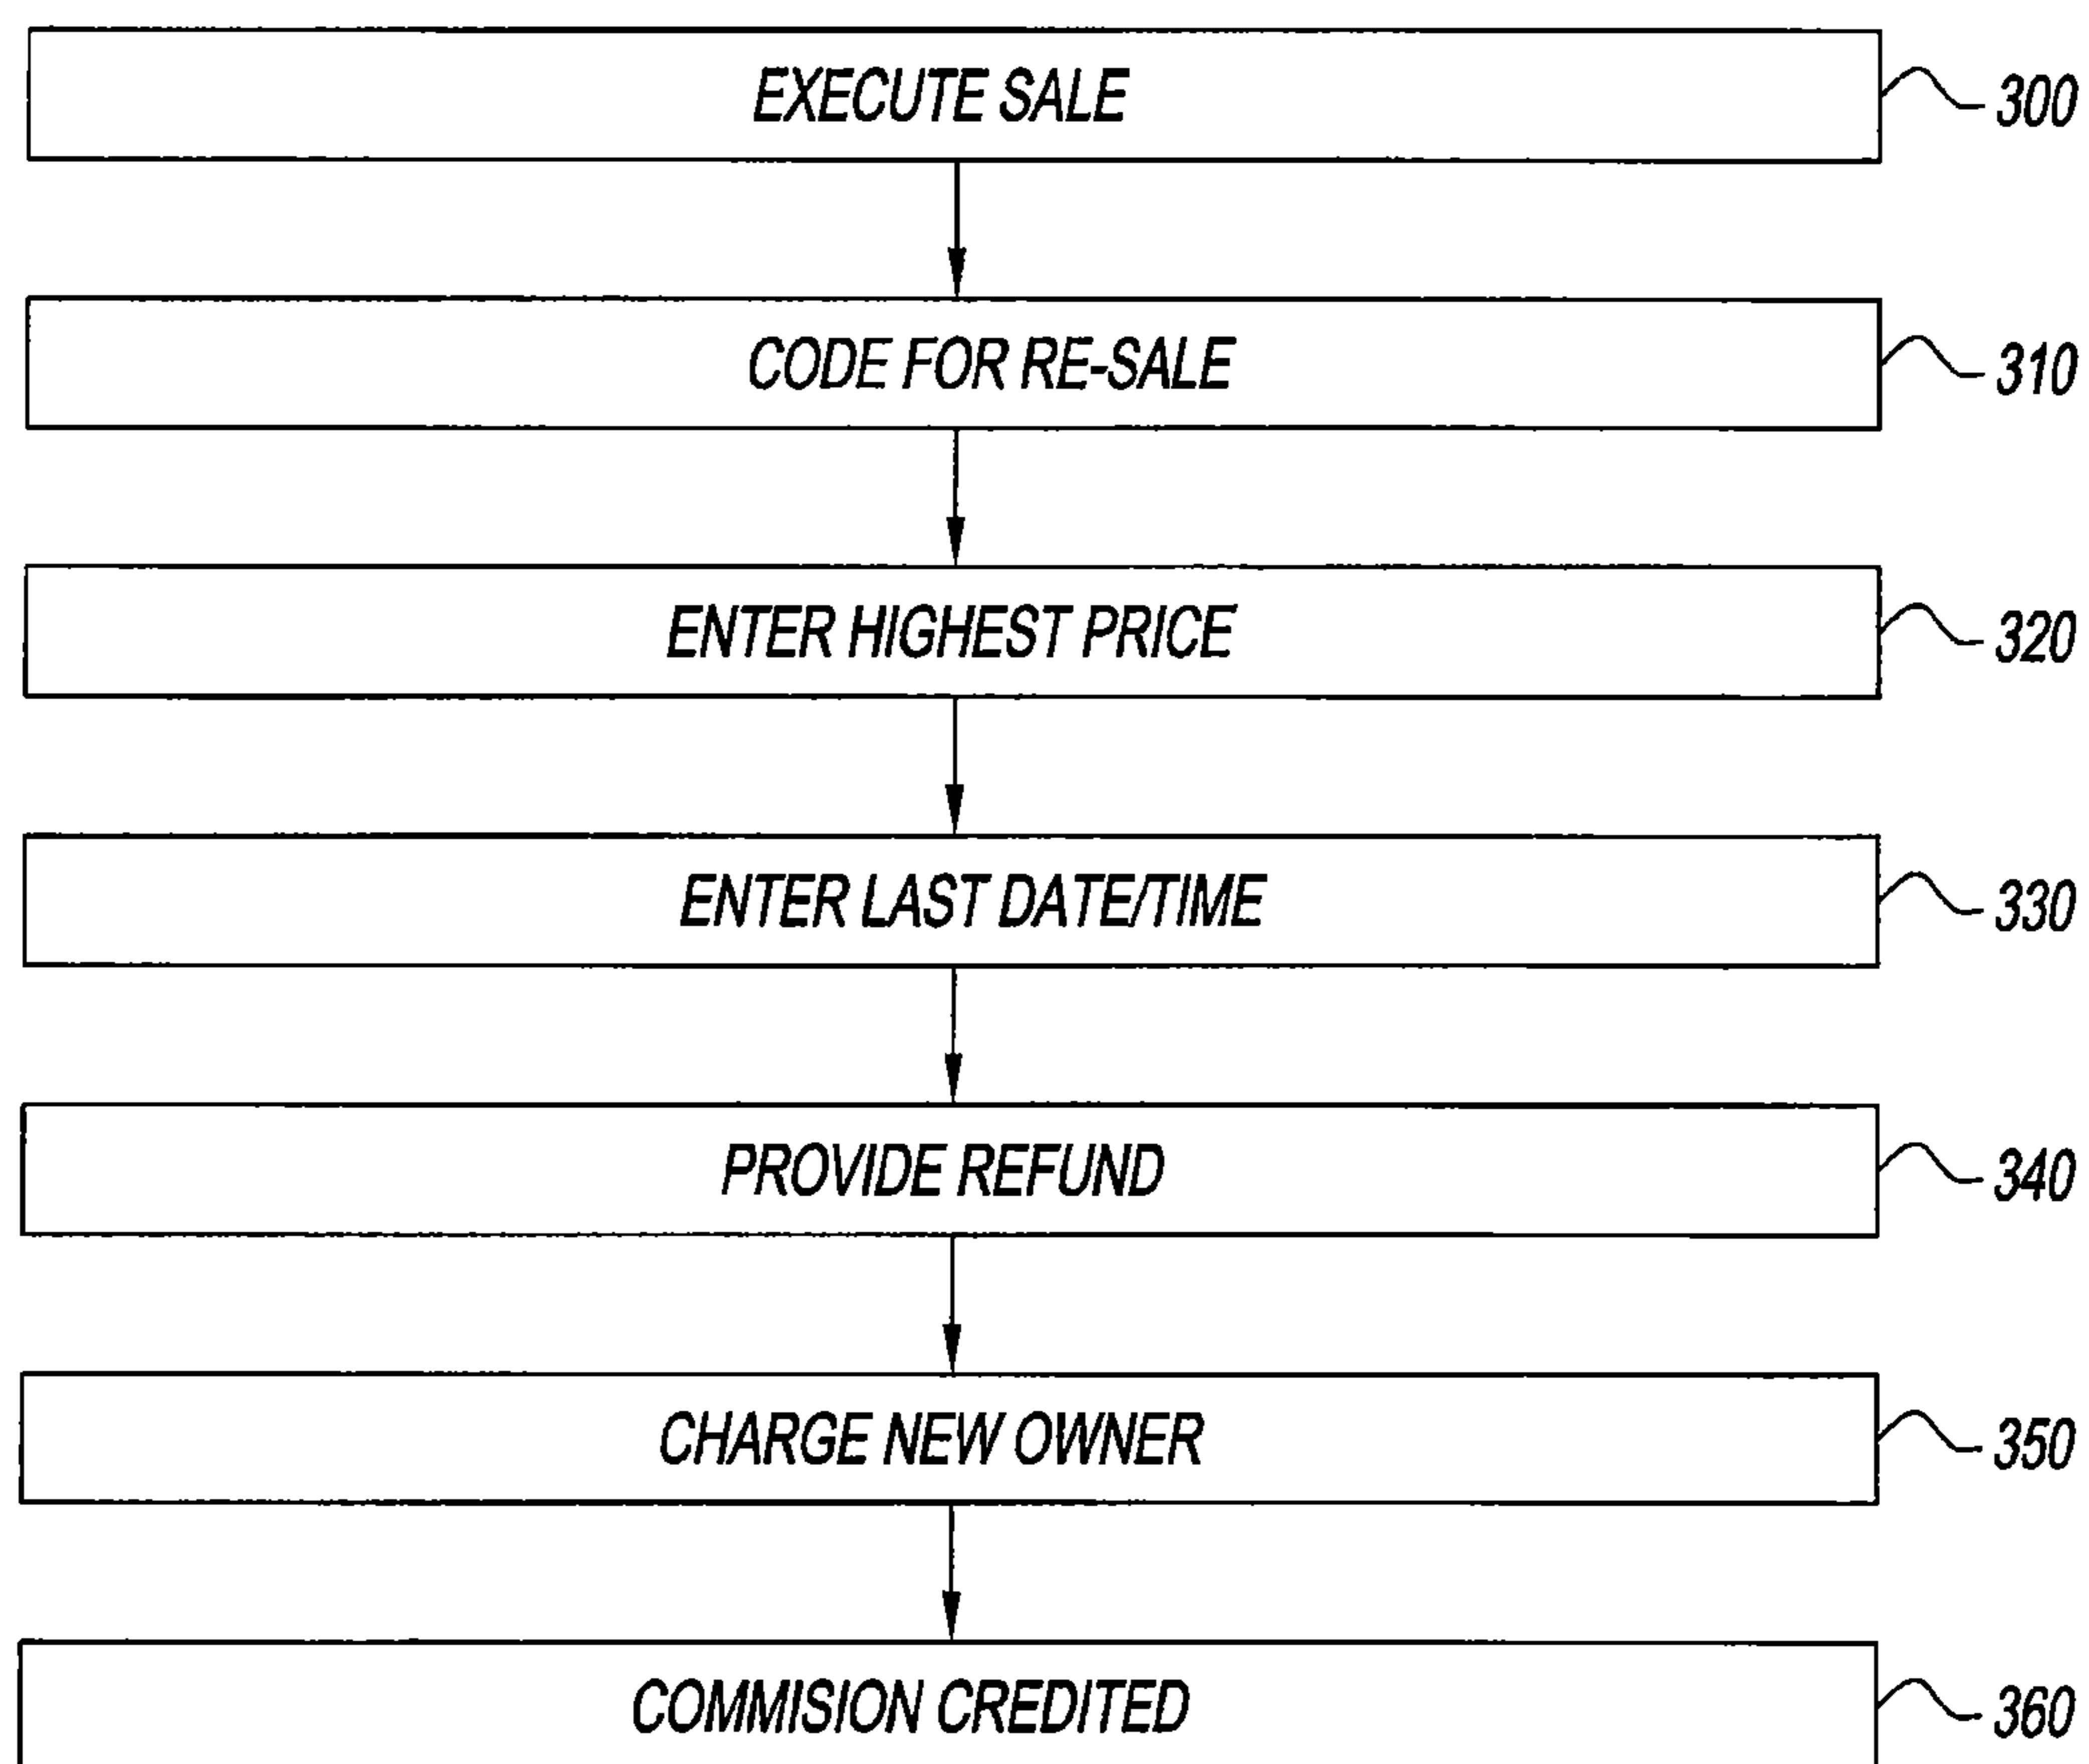 EXECUTE SALE 300
CODE FOR RE-SALE 310
ENTER HIGHEST PRICE 320
ENTER LAST DATE/TIME 330
PROVIDE REFUND 340
CHARGE NEW OWNER 350
COMMISION CREDITED 360